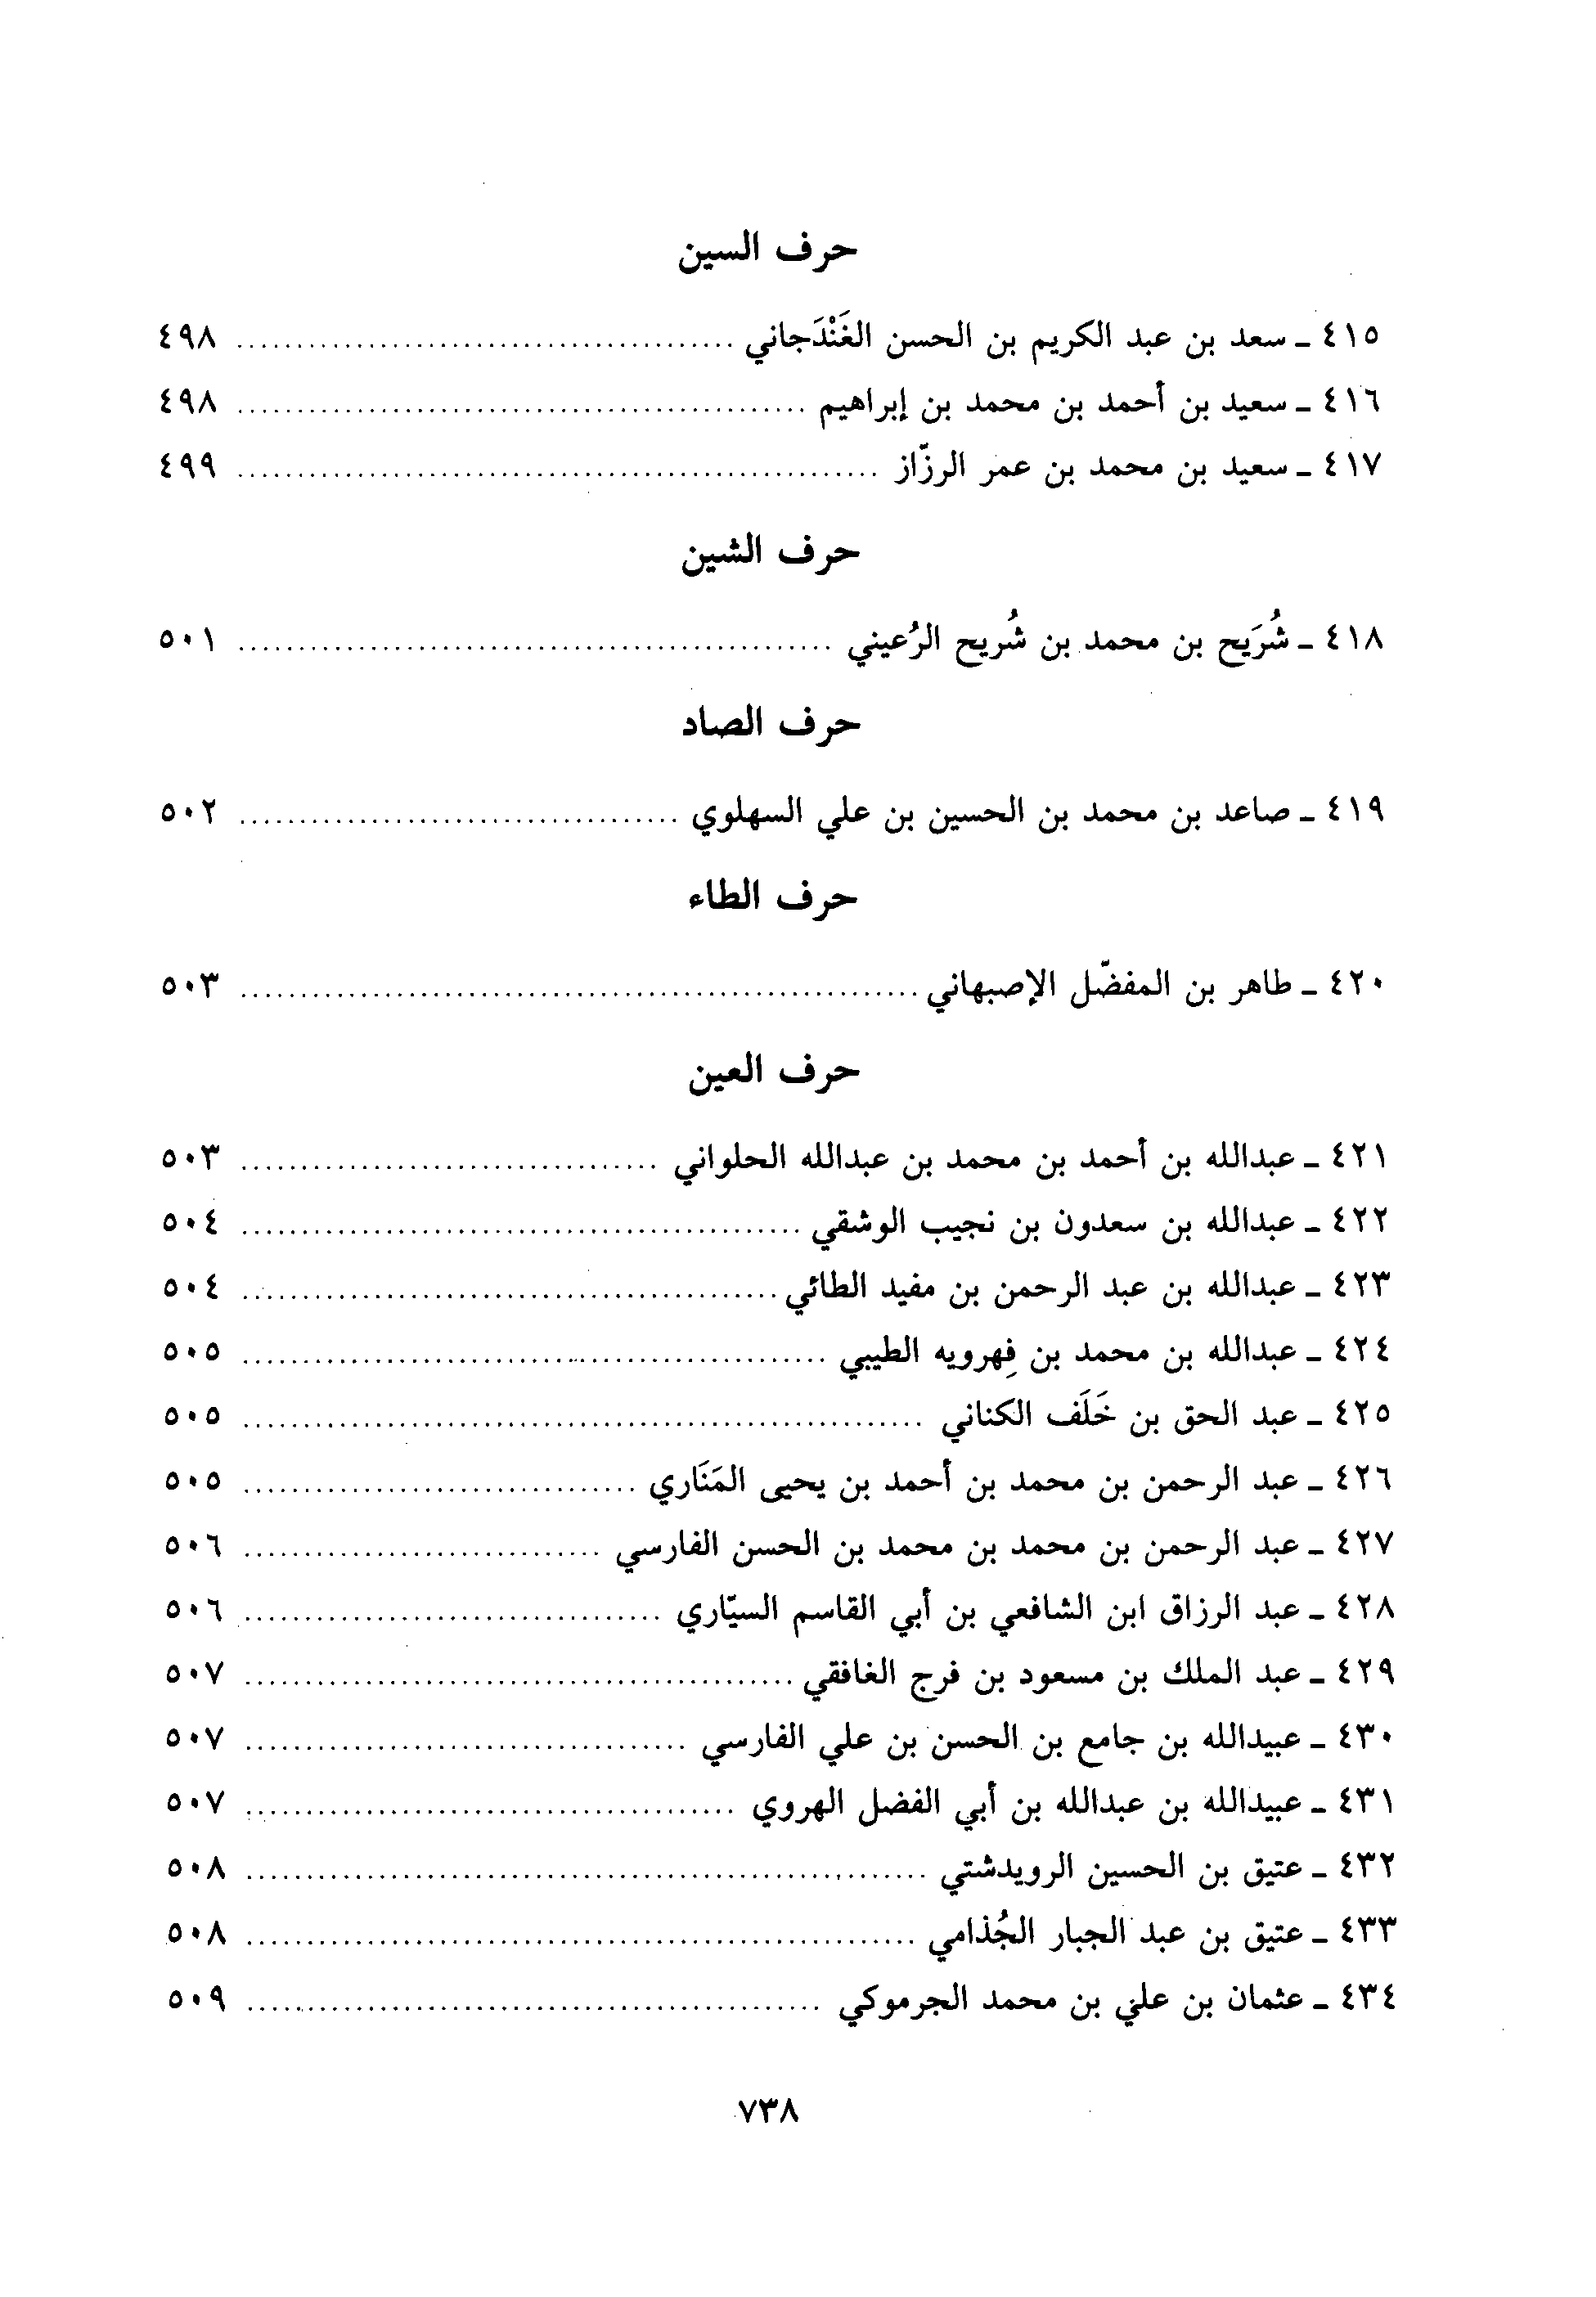 حرف السين
٤١٥ ـ سعد بن عبد الكريم بن الحسن الغَنْدَجاني ........................................ ٤٩٨
٤١٦ ـ سعيد بن أحمد بن محمد بن إبراهيم ........................................ ٤٩٨
٤١٧ ـ سعيد بن محمد بن عمر الرزّاز ........................................ ٤٩٩
حرف الشين
٤١٨ ـ شُرَيح بن محمد بن شُريح الرُعيني ........................................ ٥٠١
حرف الصاد
٤١٩ ـ صاعد بن محمد بن الحسين بن علي السهلوي ........................................ ٥٠٢
حرف الطاء
٤٢٠ ـ طاهر بن المفضّل الإصبهاني ........................................ ٥٠٣
حرف العين
٤٢١ ـ عبدالله بن أحمد بن محمد بن عبدالله الحلواني ........................................ ٥٠٣
٤٢٢ ـ عبدالله بن سعدون بن نجيب الوشقي ........................................ ٥٠٤
٤٢٣ ـ عبدالله بن عبد الرحمن بن مفيد الطائي ........................................ ٥٠٤
٤٢٤ ـ عبدالله بن محمد بن فِهرويه الطيبي ........................................ ٥٠٥
٤٢٥ ـ عبد الحق بن خَلَف الكناني ........................................ ٥٠٥
٤٢٦ ـ عبد الرحمن بن محمد بن أحمد بن يحيى المَنَاري ........................................ ٥٠٥
٤٢٧ ـ عبد الرحمن بن محمد بن محمد بن الحسن الفارسي ........................................ ٥٠٦
٤٢٨ ـ عبد الرزاق ابن الشافعي بن أبي القاسم السيّاري ........................................ ٥٠٦
٤٢٩ ـ عبد الملك بن مسعود بن فرج الغافقي ........................................ ٥٠٧
٤٣٠ ـ عبيدالله بن جامع بن الحسن بن علي الفارسي ........................................ ٥٠٧
٤٣١ ـ عبيدالله بن عبدالله بن أبي الفضل الهروي ........................................ ٥٠٧
٤٣٢ ـ عتيق بن الحسين الرويدشتي ........................................ ٥٠٨
٤٣٣ ـ عتيق بن عبد الجبار الجُذامي ........................................ ٥٠٨
٤٣٤ ـ عثمان بن علي بن محمد الجرموكي ........................................ ٥٠٩
٧٣٨